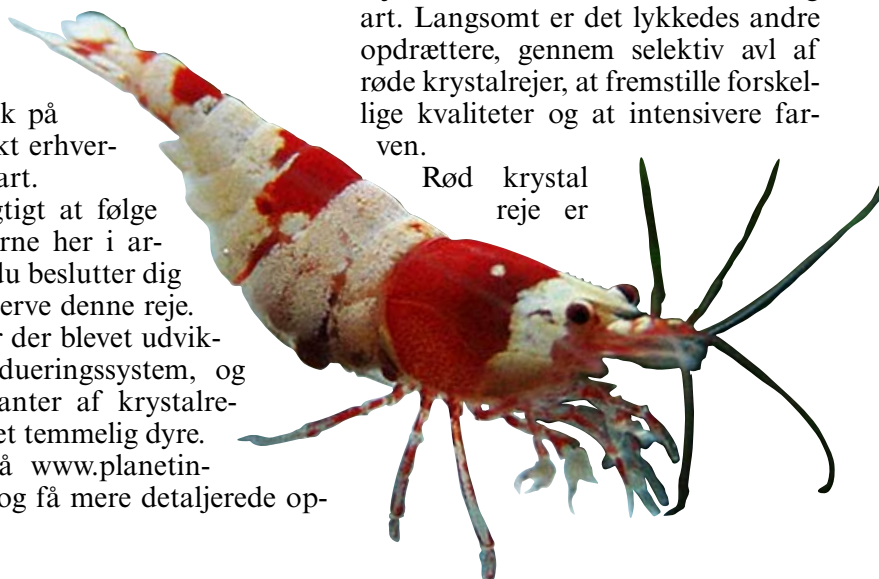 k på
kt erhver-
art.
gtigt at følge
rne her i ar-
du beslutter dig
erve denne reje.
r der blevet udvik-
dueringssystem, og
anter af krystalre-
et temmelig dyre.
å www.planetin-
og få mere detaljerede op-
art. Langsomt er det lykkedes andre
opdrættere, gennem selektiv avl af
røde krystalrejer, at fremstille forskel-
lige kvaliteter og at intensivere far-
ven.
Rød krystal
reje er